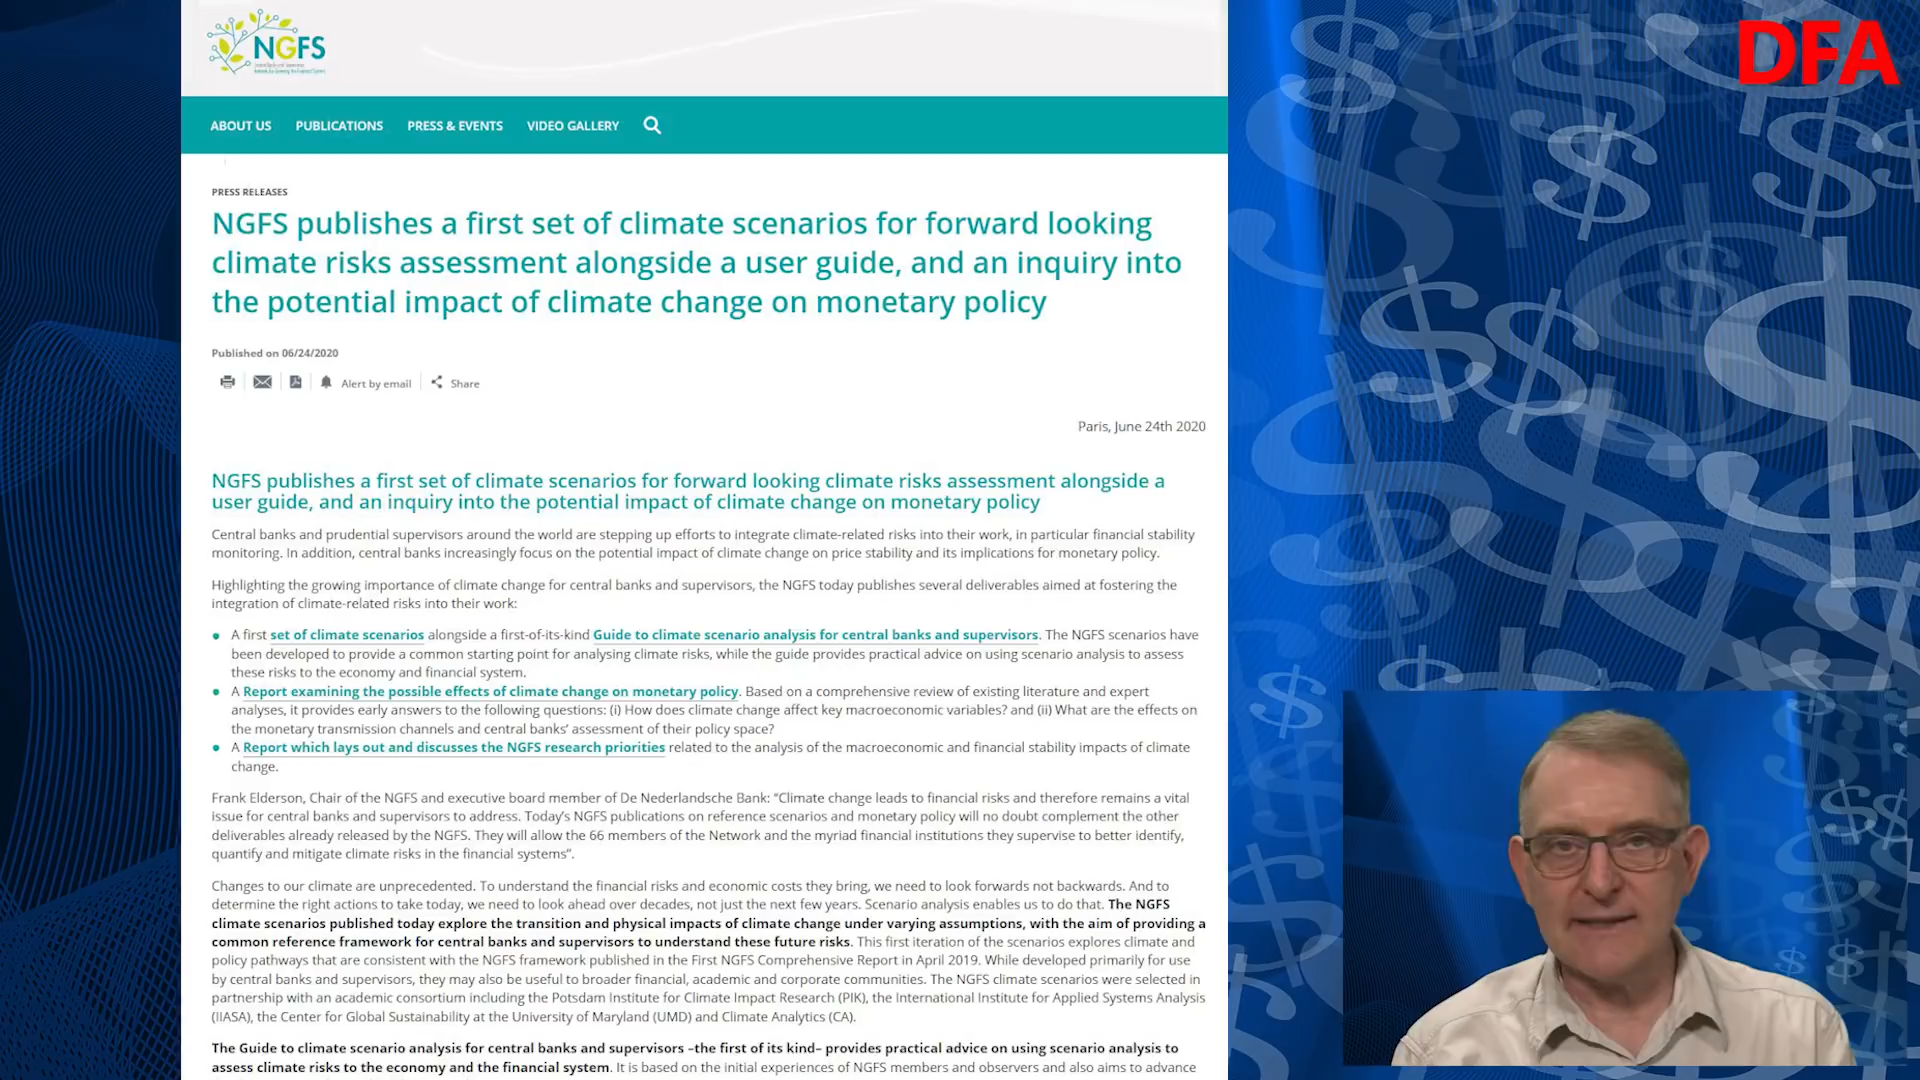 NGFS
DFA
ABOUT US PUBLICATIONS PRESS & EVENTS VIDEO GALLERY
PRESS RELEASES
NGFS publishes a first set of climate scenarios for forward looking
climate risks assessment alongside a user guide, and an inquiry into
the potential impact of climate change on monetary policy
Published on 06/24/2020
Alert by email Share
Paris, June 24th 2020
NGFS publishes a first set of climate scenarios for forward looking climate risks assessment alongside a
user guide, and an inquiry into the potential impact of climate change on monetary policy
Central banks and prudential supervisors around the world are stepping up efforts to integrate climate-related risks into their work, in particular financial stability
monitoring. In addition, central banks increasingly focus on the potential impact of climate change on price stability and its implications for monetary policy.
Highlighting the growing importance of climate change for central banks and supervisors, the NGFS today publishes several deliverables aimed at fostering the
integration of climate-related risks into their work:
• A first set of climate scenarios alongside a first-of-its-kind Guide to climate scenario analysis for central banks and supervisors. The NGFS scenarios have
been developed to provide a common starting point for analysing climate risks, while the guide provides practical advice on using scenario analysis to assess
these risks to the economy and financial system.
• A Report examining the possible effects of climate change on monetary policy. Based on a comprehensive review of existing literature and expert
analyses, it provides early answers to the following questions: (i) How does climate change affect key macroeconomic variables? and (ii) What are the effects on
the monetary transmission channels and central banks’ assessment of their policy space?
• A Report which lays out and discusses the NGFS research priorities related to the analysis of the macroeconomic and financial stability impacts of climate
change.
Frank Elderson, Chair of the NGFS and executive board member of De Nederlandsche Bank: “Climate change leads to financial risks and therefore remains a vital
issue for central banks and supervisors to address. Today’s NGFS publications on reference scenarios and monetary policy will no doubt complement the other
deliverables already released by the NGFS. They will allow the 66 members of the Network and the myriad financial institutions they supervise to better identify,
quantify and mitigate climate risks in the financial systems”.
Changes to our climate are unprecedented. To understand the financial risks and economic costs they bring, we need to look forwards not backwards. And to
determine the right actions to take today, we need to look ahead over decades, not just the next few years. Scenario analysis enables us to do that. The NGFS
climate scenarios published today explore the transition and physical impacts of climate change under varying assumptions, with the aim of providing a
common reference framework for central banks and supervisors to understand these future risks. This first iteration of the scenarios explores climate and
policy pathways that are consistent with the NGFS framework published in the First NGFS Comprehensive Report in April 2019. While developed primarily for use
by central banks and supervisors, they may also be useful to broader financial, academic and corporate communities. The NGFS climate scenarios were selected in
partnership with an academic consortium including the Potsdam Institute for Climate Impact Research (PIK), the International Institute for Applied Systems Analysis
(IIASA), the Center for Global Sustainability at the University of Maryland (UMD) and Climate Analytics (CA).
The Guide to climate scenario analysis for central banks and supervisors –the first of its kind– provides practical advice on using scenario analysis to
assess climate risks to the economy and the financial system. It is based on the initial experiences of NGFS members and observers and also aims to advance